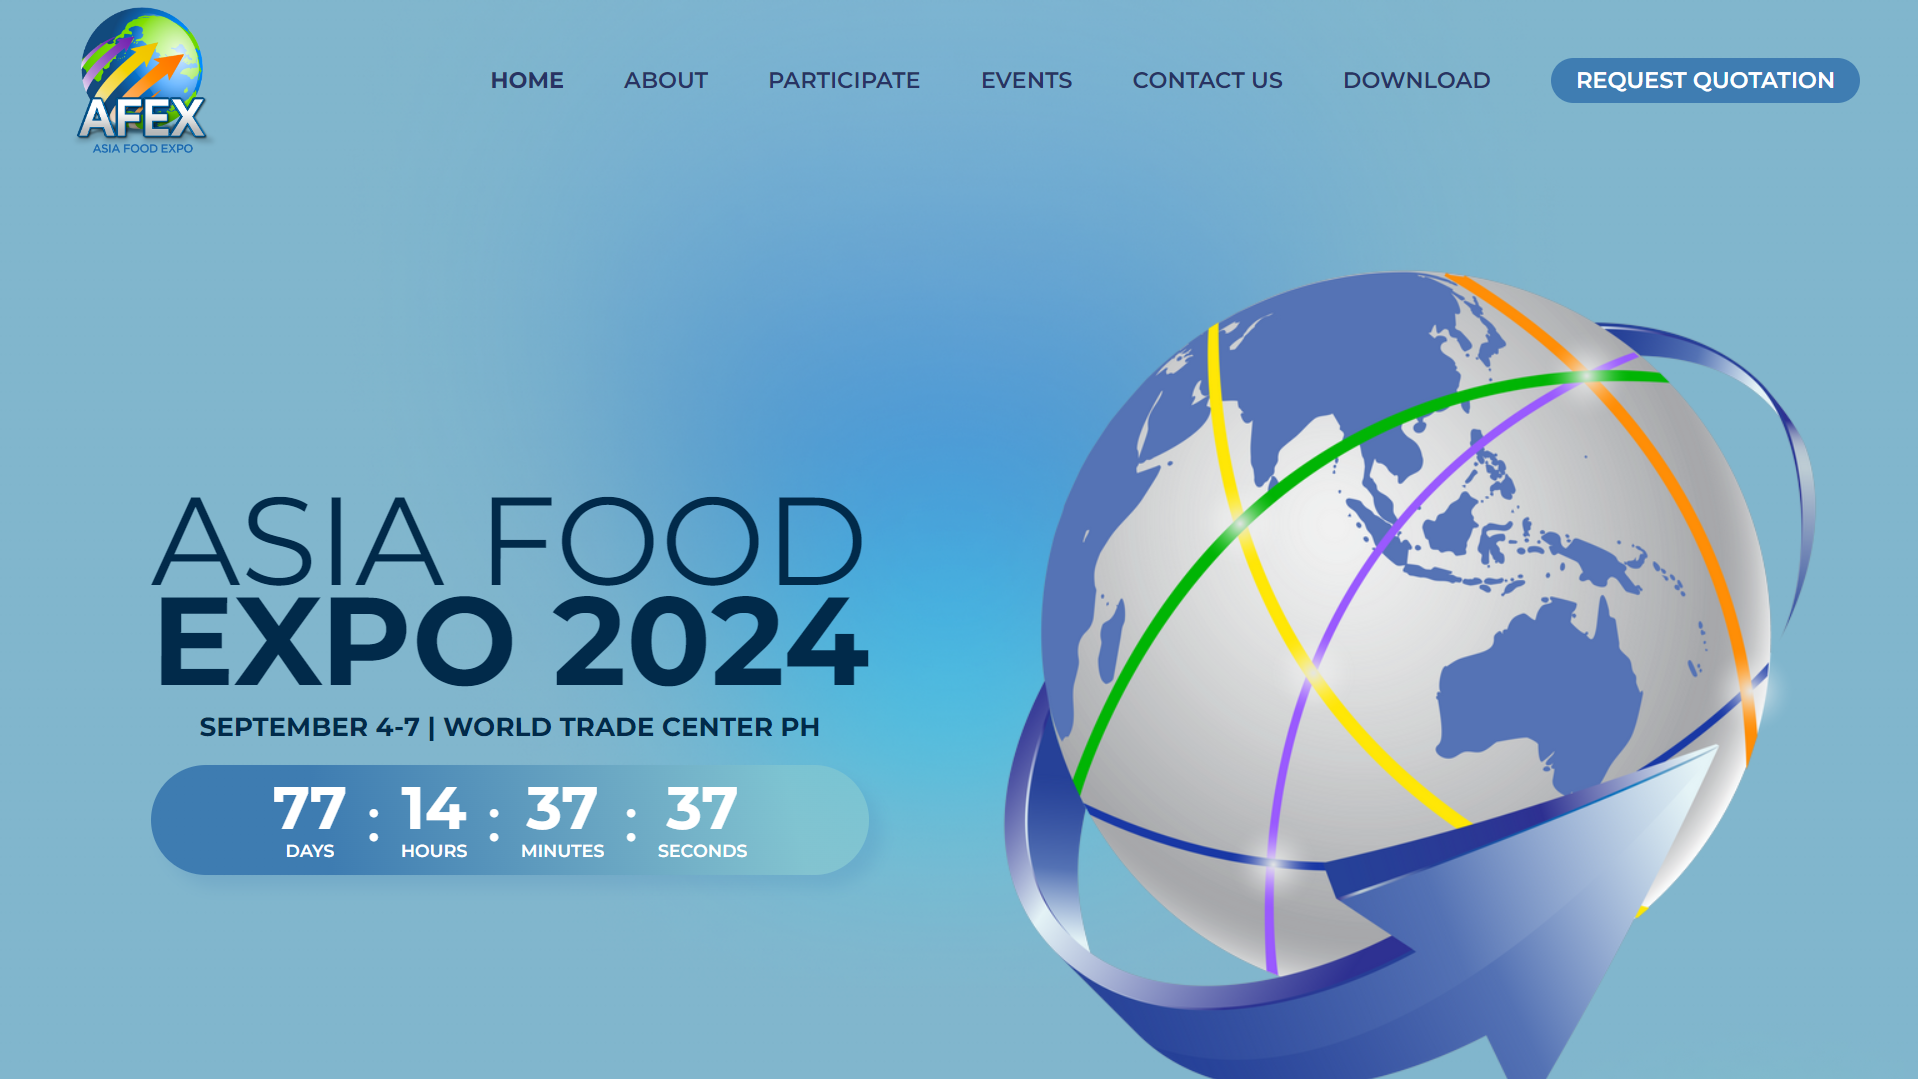 AFEX
ASIA FOOD EXPO
HOME ABOUT PARTICIPATE EVENTS CONTACT US DOWNLOAD REQUEST QUOTATION
ASIA FOOD
EXPO 2024
SEPTEMBER 4-7 | WORLD TRADE CENTER PH
77 : 14 : 37 : 37
DAYS HOURS MINUTES SECONDS